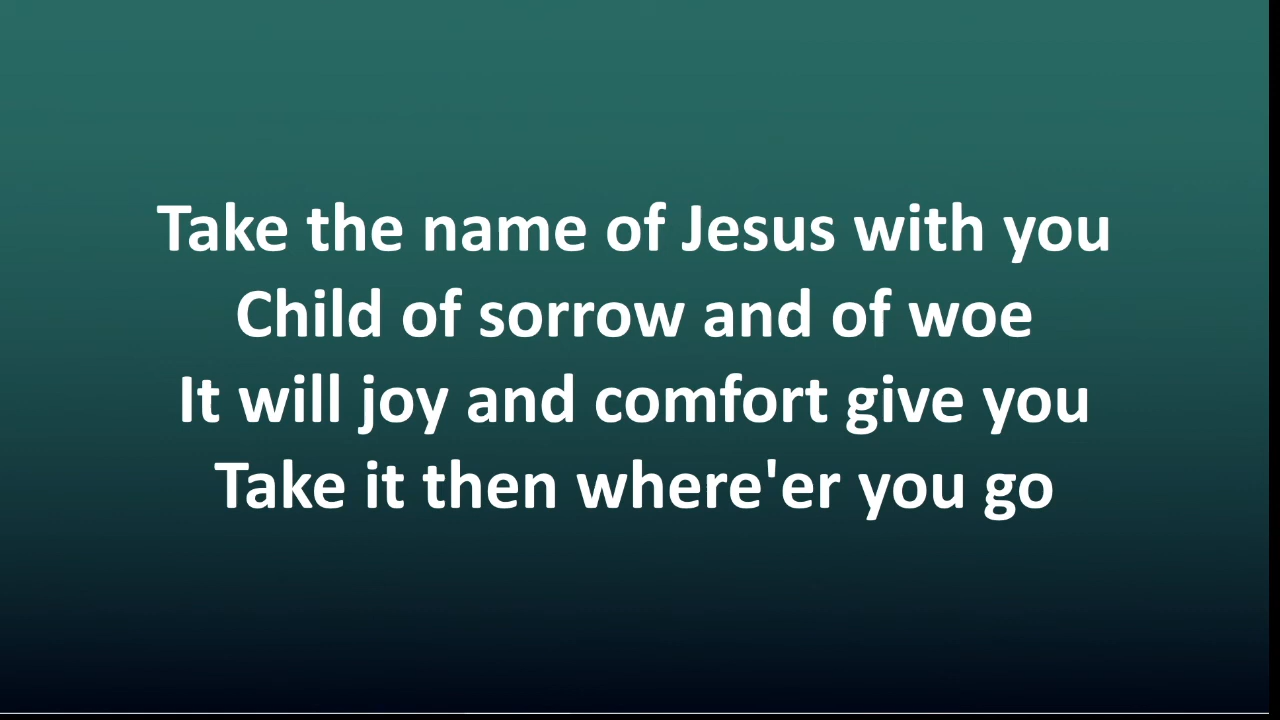 Take the name of Jesus with you
Child of sorrow and of woe
It will joy and comfort give you
Take it then where'er you go